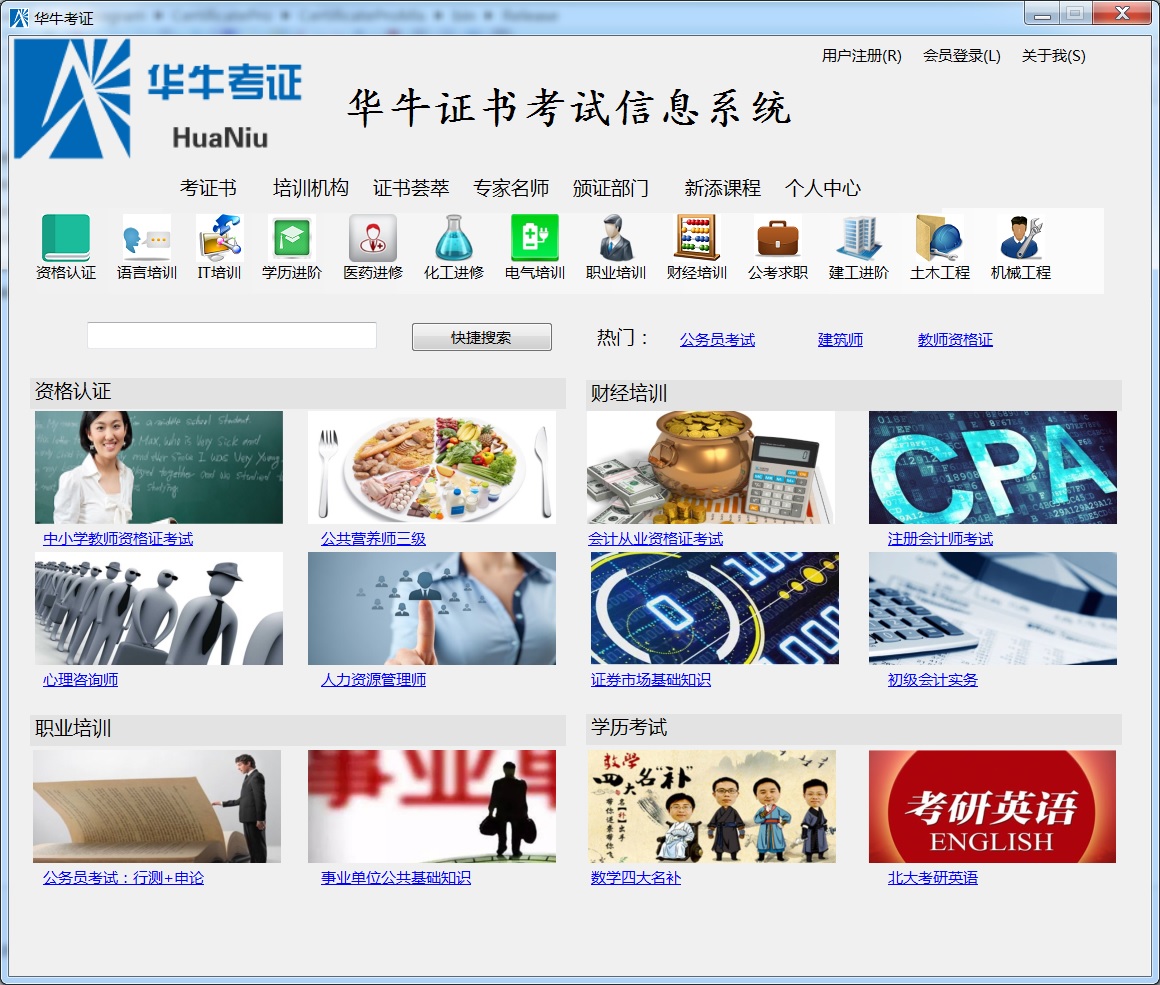 华牛考证
用户注册(R) 会员登录(L) 关于我(S)
华牛考证
HuaNiu
华牛证书考试信息系统
考证书 培训机构 证书荟萃 专家名师 颁证部门 新添课程 个人中心
资格认证 语言培训 IT培训 学历进阶 医药进修 化工进修 电气培训 职业培训 财经培训 公考求职 建工进阶 土木工程 机械工程
快捷搜索 热门： 公务员考试 建筑师 教师资格证
资格认证
财经培训
CPA
中小学教师资格证考试 公共营养师三级 会计从业资格证考试 注册会计师考试
心理咨询师 人力资源管理师 证券市场基础知识 初级会计实务
职业培训
学历考试
事业单
数学
四大名“补”
考研英语
ENGLISH
公务员考试：行测+申论 事业单位公共基础知识 数学四大名补 北大考研英语